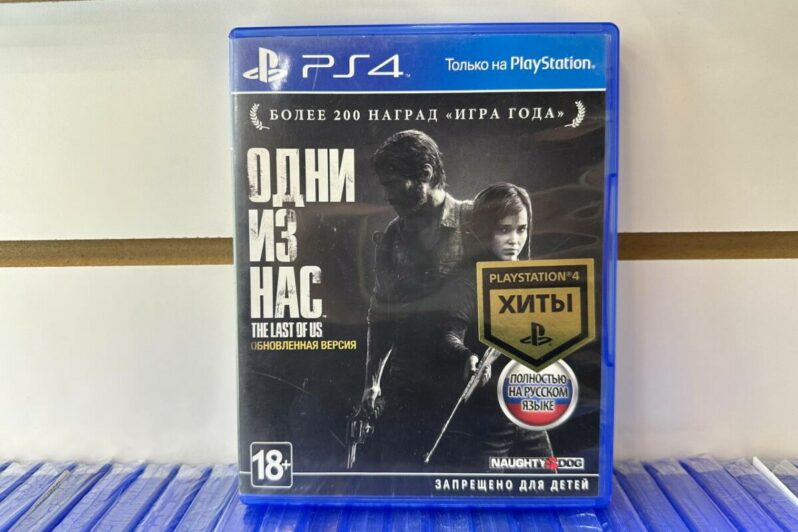 PS4
Только на PlayStation.
БОЛЕЕ 200 НАГРАД «ИГРА ГОДА»
ОДНИ
ИЗ
НАС
THE LAST OF US
ОБНОВЛЕННАЯ ВЕРСИЯ
PLAYSTATION®4
ХИТЫ
ПОЛНОСТЬЮ
НА РУССКОМ
ЯЗЫКЕ
18+
NAUGHTY DOG
ЗАПРЕЩЕНО ДЛЯ ДЕТЕЙ